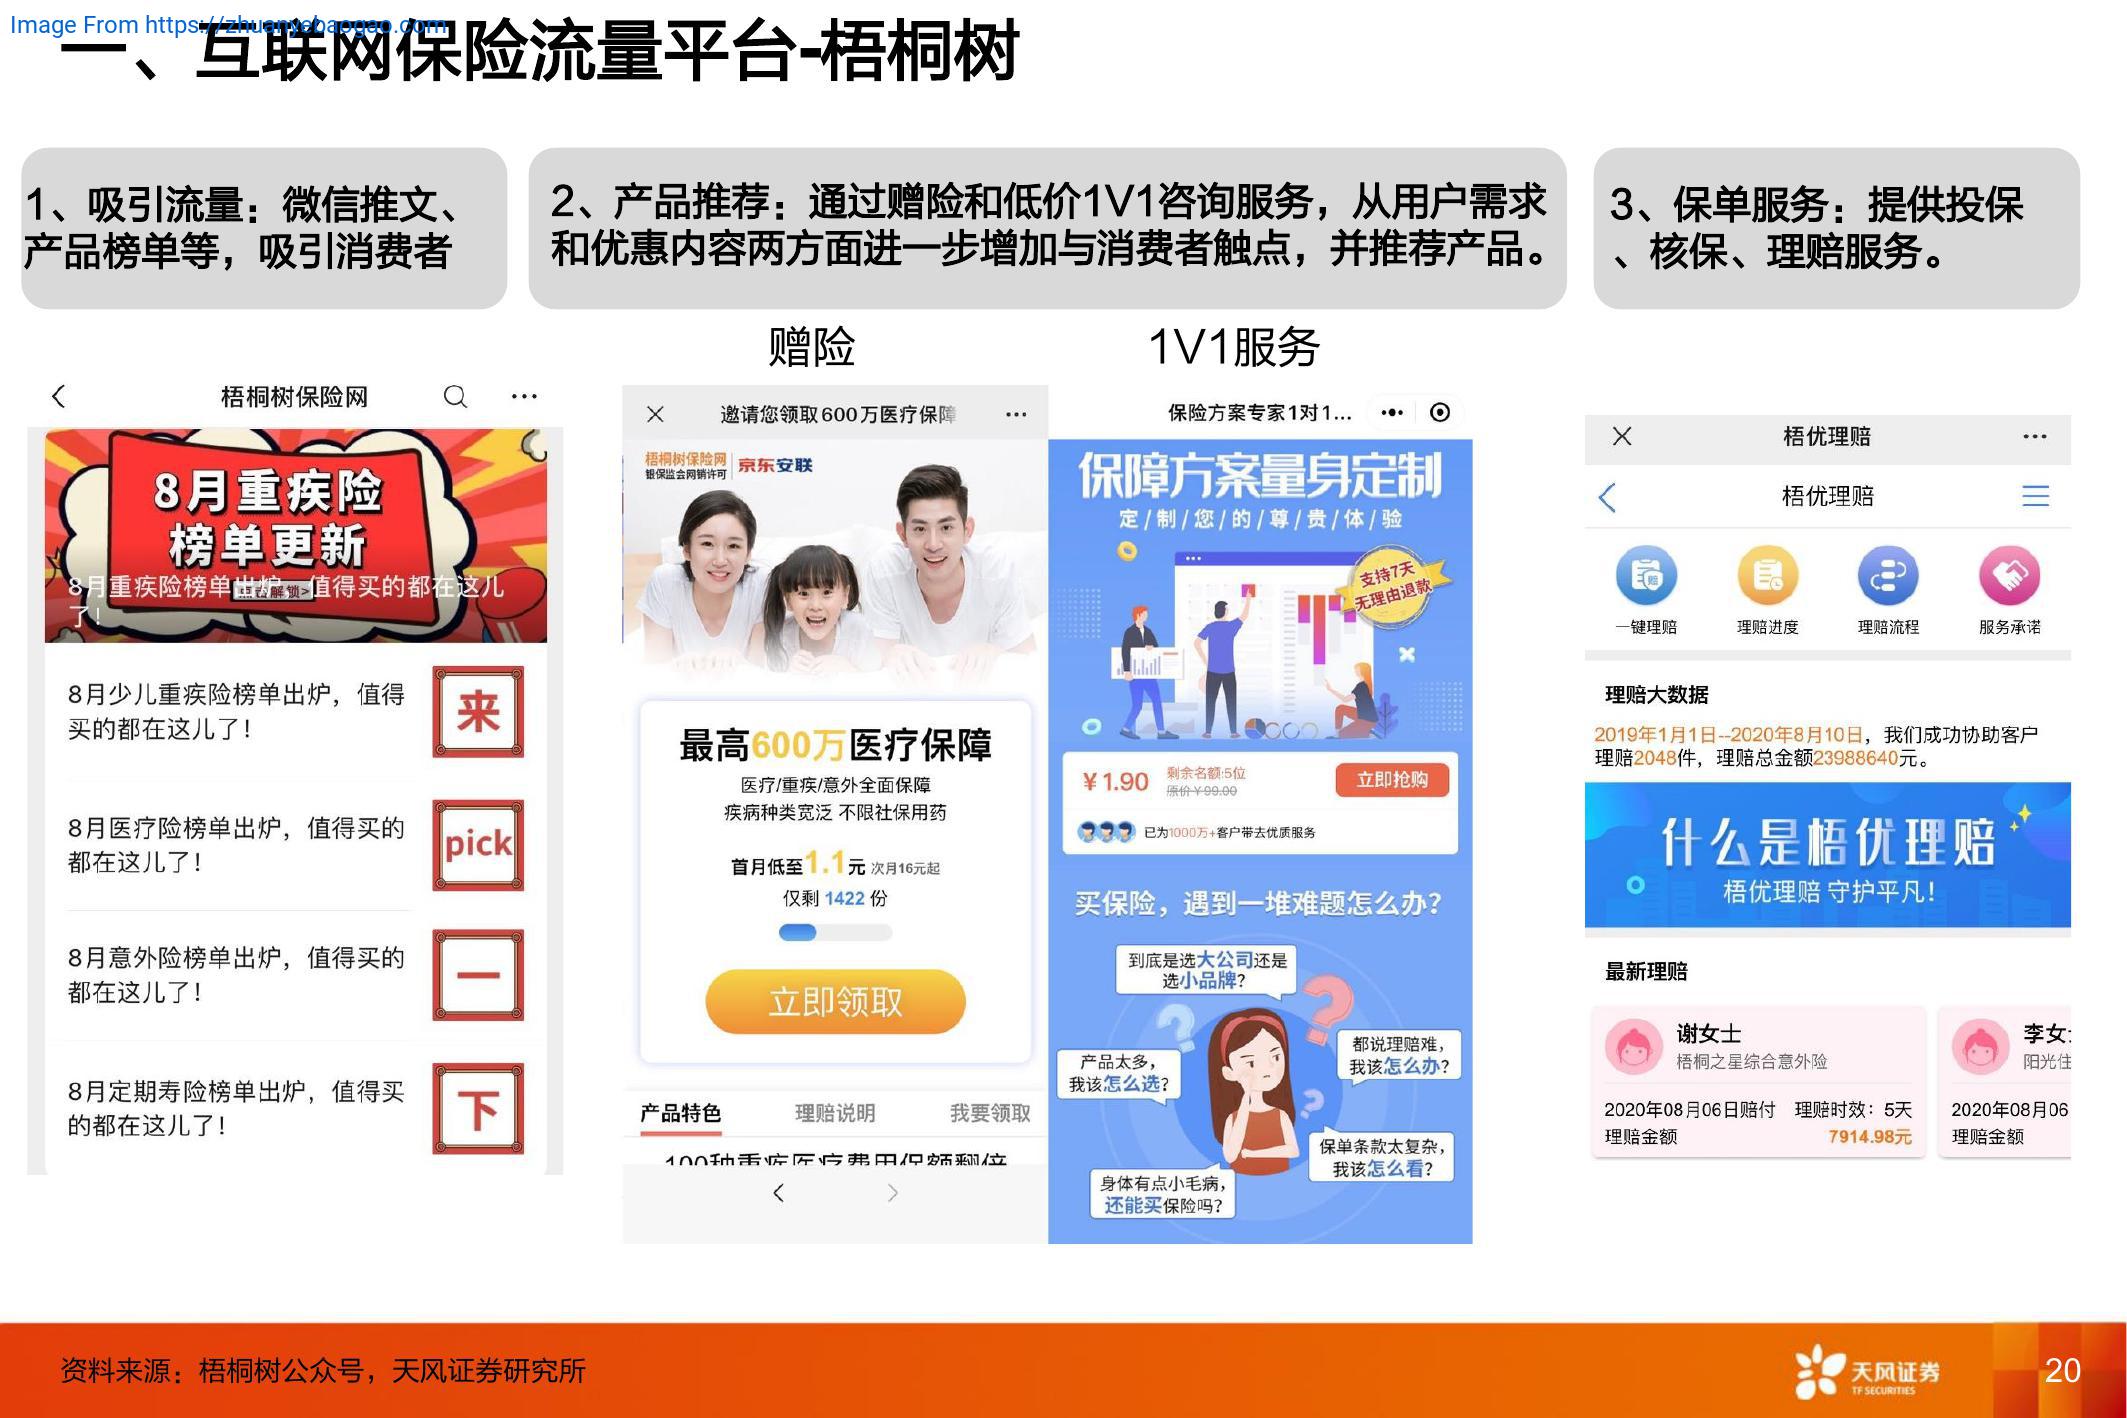 Image From https://zhuanyebaogao.com
一、互联网保险流量平台-梧桐树
1、吸引流量：微信推文、
产品榜单等，吸引消费者
2、产品推荐：通过赠险和低价1V1咨询服务，从用户需求
和优惠内容两方面进一步增加与消费者触点，并推荐产品。
3、保单服务：提供投保
、核保、理赔服务。
赠险
1V1服务
梧桐树保险网
8月重疾险
榜单更新
8月重疾险榜单出炉，值得买的都在这儿
了！
8月少儿重疾险榜单出炉，值得
买的都在这儿了！
来
8月医疗险榜单出炉，值得买的
都在这儿了！
pick
8月意外险榜单出炉，值得买的
都在这儿了！
一
8月定期寿险榜单出炉，值得买
的都在这儿了！
下
邀请您领取600万医疗保障
梧桐树保险网
银保监会网销许可
京东安联
最高600万医疗保障
医疗/重疾/意外全面保障
疾病种类宽泛 不限社保用药
首月低至1.1元 次月16元起
仅剩 1422 份
立即领取
产品特色 理赔说明 我要领取
100种重疾医疗费用保额翻倍
保险方案专家1对1...
保障方案量身定制
定/制/您/的/尊/贵/体/验
支持7天
无理由退款
￥1.90
剩余名额:5位
原价￥99.00
立即抢购
已为1000万+客户带去优质服务
买保险，遇到一堆难题怎么办？
到底是选大公司还是
选小品牌？
产品太多，
我该怎么选？
都说理赔难，
我该怎么办？
保单条款太复杂，
我该怎么看？
身体有点小毛病，
还能买保险吗？
梧优理赔
梧优理赔
一键理赔 理赔进度 理赔流程 服务承诺
理赔大数据
2019年1月1日--2020年8月10日，我们成功协助客户
理赔2048件，理赔总金额23988640元。
什么是梧优理赔
梧优理赔 守护平凡！
最新理赔
谢女士
梧桐之星综合意外险
2020年08月06日赔付 理赔时效：5天
理赔金额 7914.98元
李女
阳光住
2020年08月06
理赔金额
资料来源：梧桐树公众号，天风证券研究所
天风证券
TF SECURITIES
20